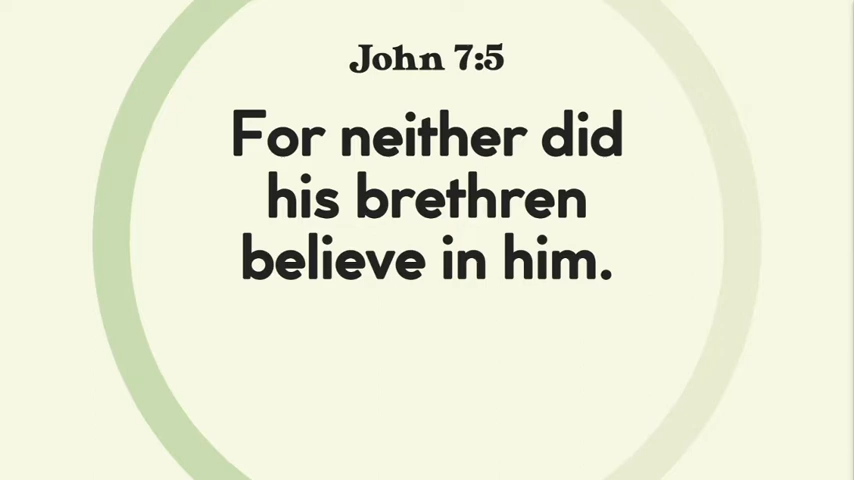 John 7:5
For neither did
his brethren
believe in him.